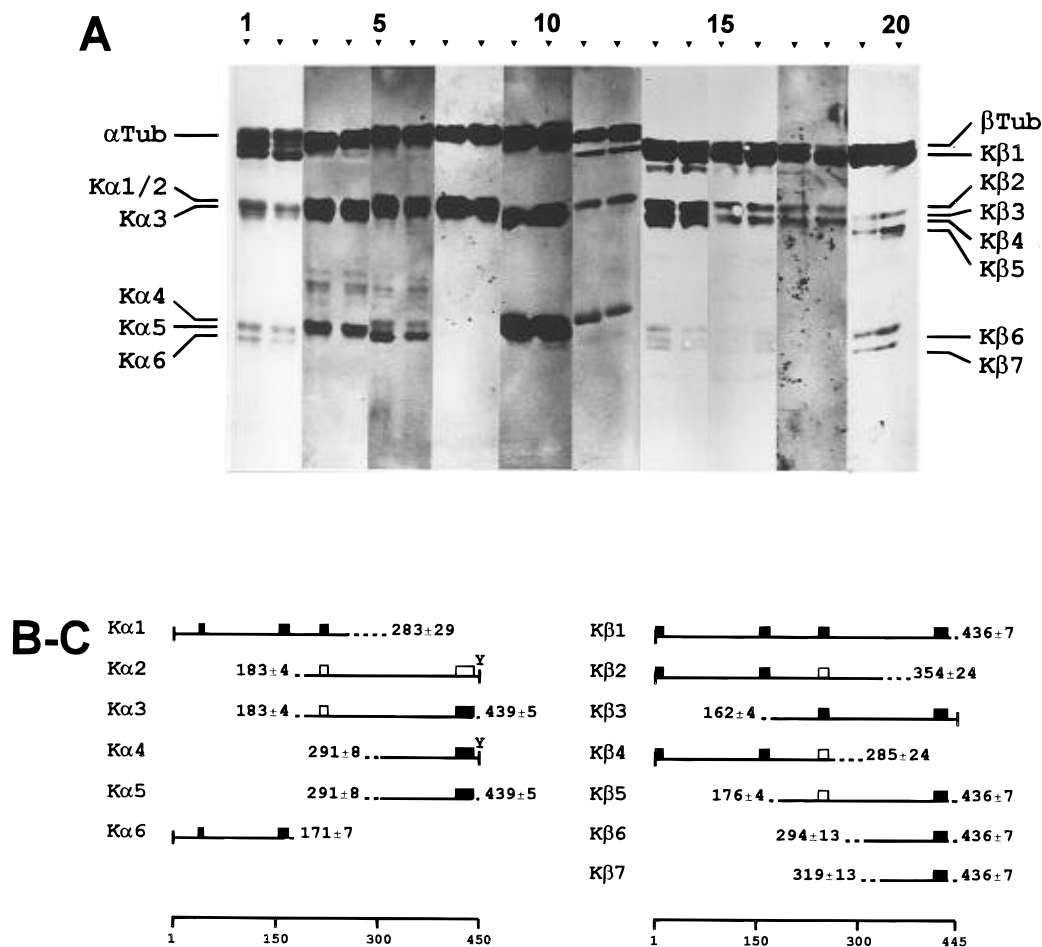 A
1 5 10 15 20
αTub
Kα1/2
Kα3
Kα4
Kα5
Kα6
βTub
Kβ1
Kβ2
Kβ3
Kβ4
Kβ5
Kβ6
Kβ7
B-C
Kα1 283±29
Kα2 183±4 Y
Kα3 183±4 439±5
Kα4 291±8 Y
Kα5 291±8 439±5
Kα6 171±7
1 150 300 450
Kβ1 436±7
Kβ2 354±24
Kβ3 162±4
Kβ4 285±24
Kβ5 176±4 436±7
Kβ6 294±13 436±7
Kβ7 319±13 436±7
1 150 300 445